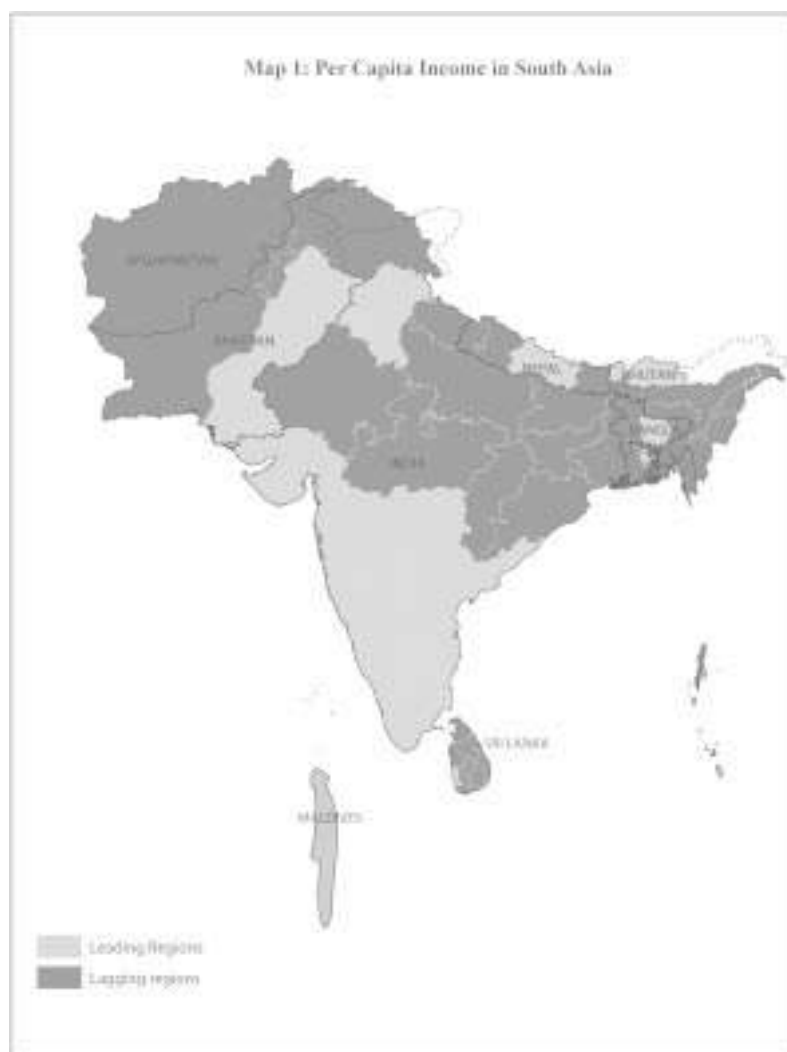 Map 1: Per Capita Income in South Asia
AFGHANISTAN
PAKISTAN
NEPAL
BHUTAN
INDIA
SRI LANKA
MALDIVES
Leading Regions
Lagging regions